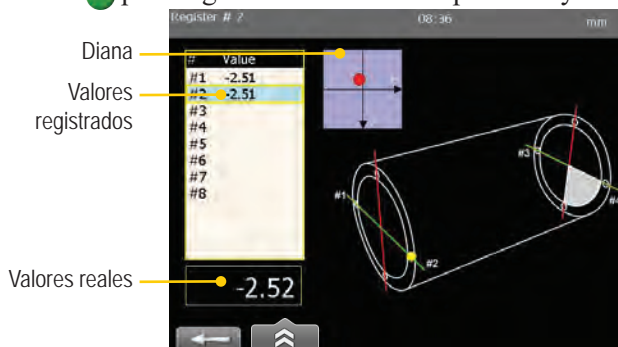 Register # 2 08:36 mm
Diana
# Value
Valores
registrados
#1 -2.51
#2 -2.51
#3
#4
#5
#6
#7
#8
#1
#2
#3
#4
Valores reales
-2.52